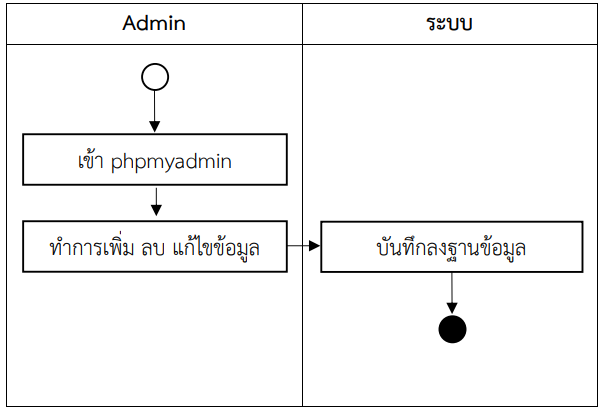 Admin
ระบบ
เข้า phpmyadmin
ทำการเพิ่ม ลบ แก้ไขข้อมูล
บันทึกลงฐานข้อมูล